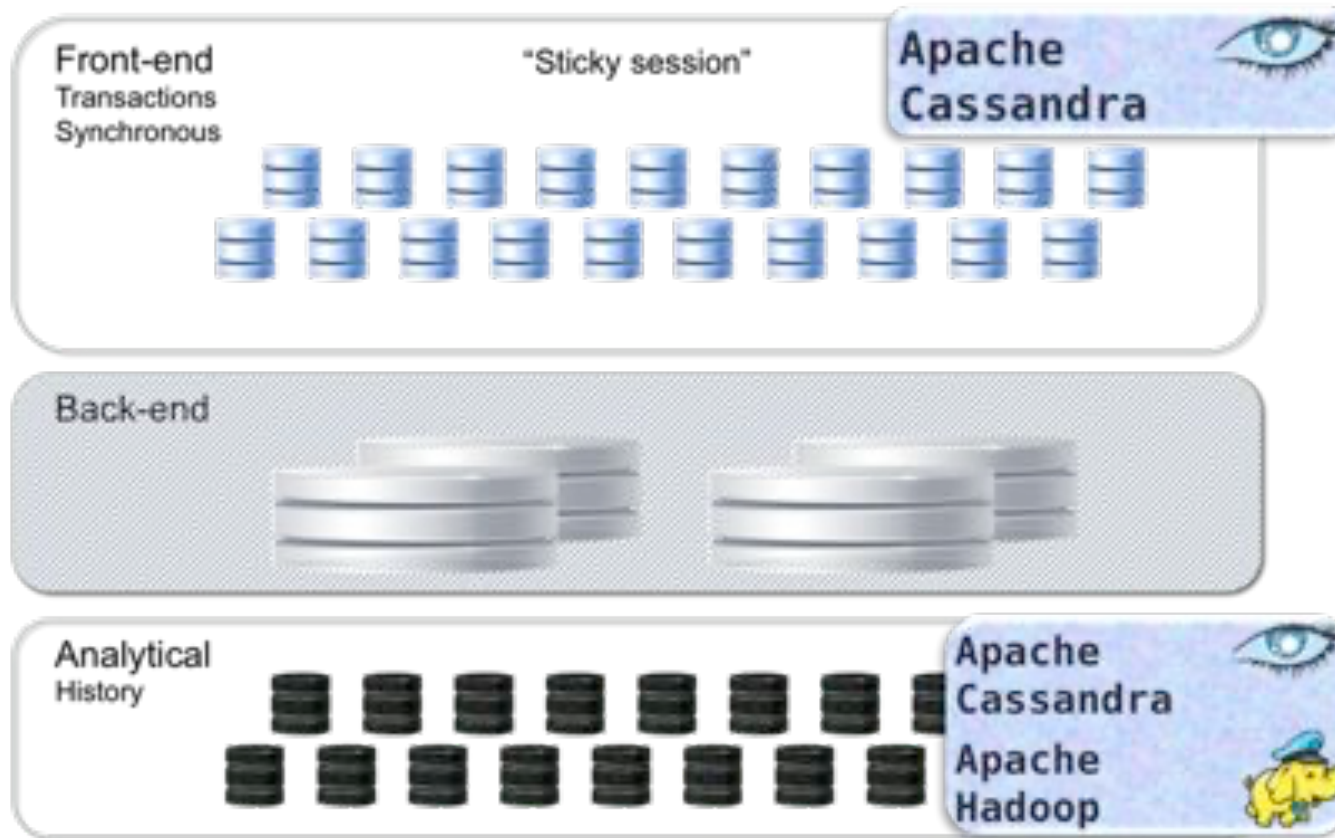 Front-end
Transactions
Synchronous
“Sticky session”
Apache
Cassandra
Back-end
Analytical
History
Apache
Cassandra
Apache
Hadoop